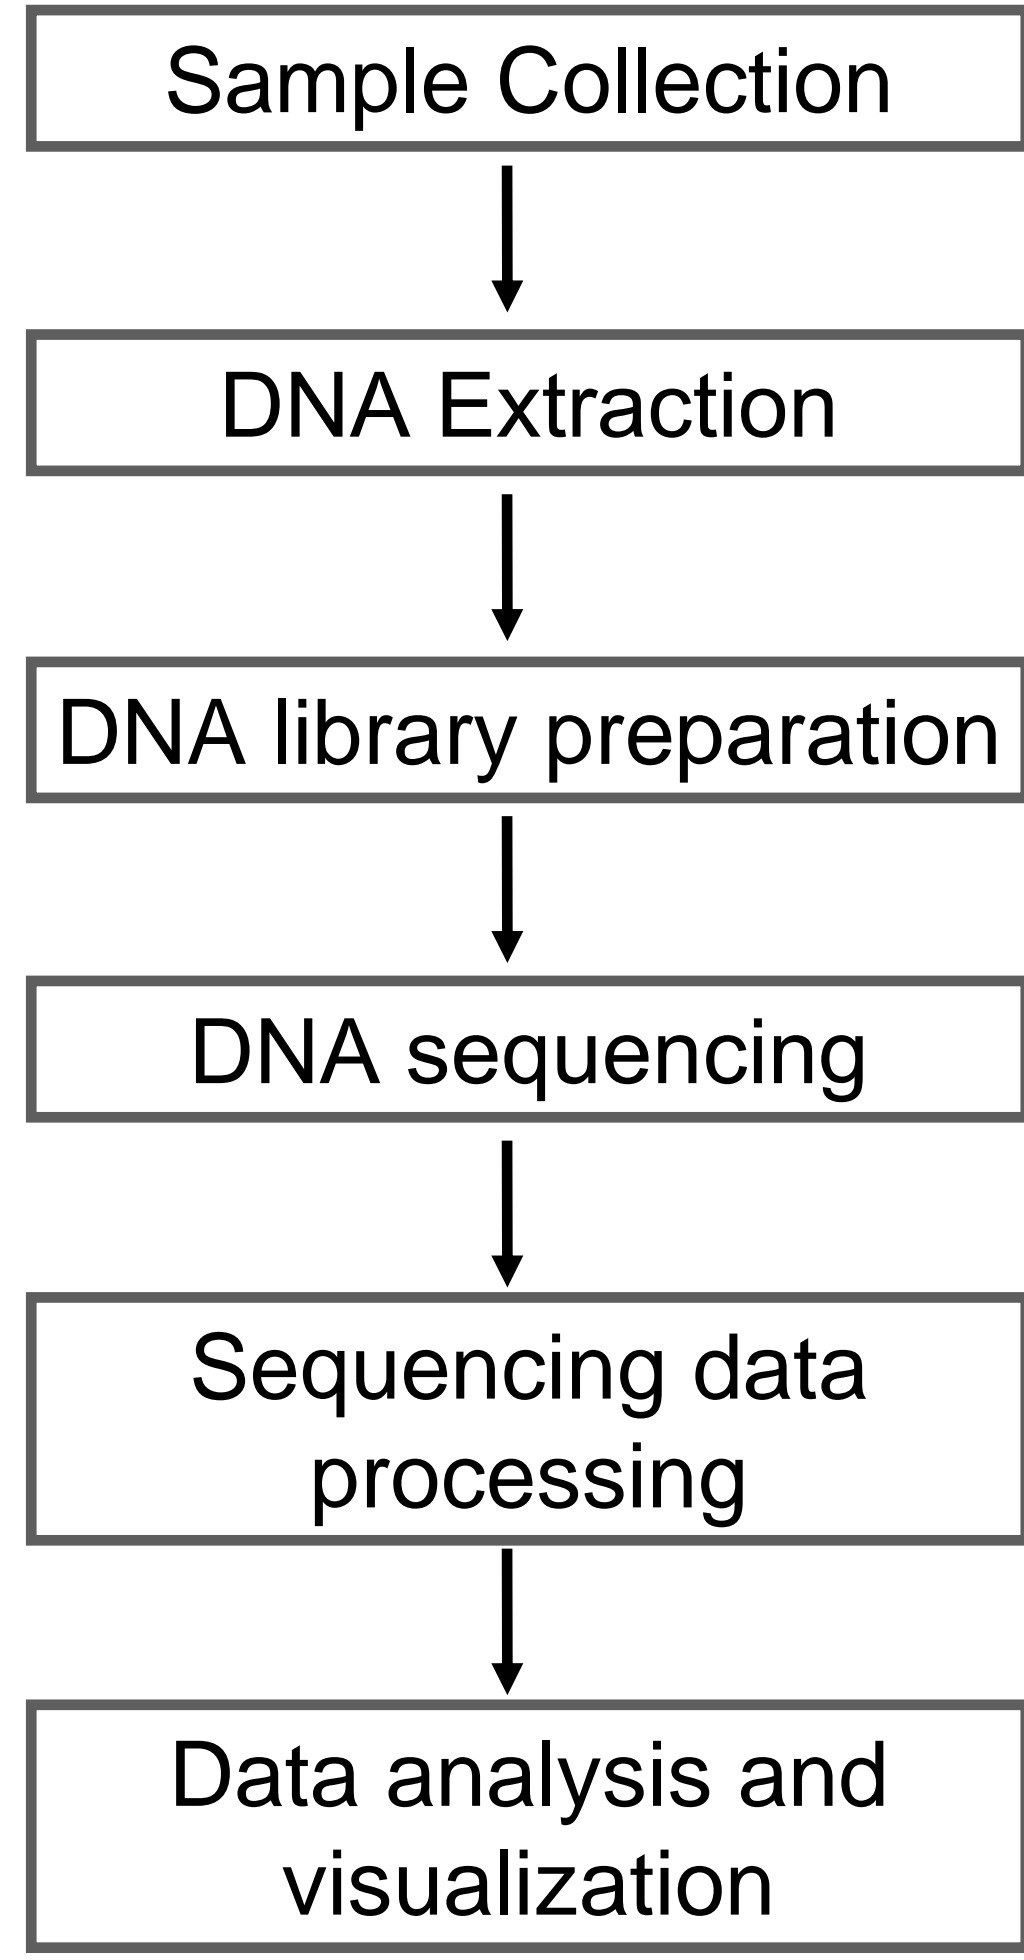 Sample Collection
DNA Extraction
DNA library preparation
DNA sequencing
Sequencing data
processing
Data analysis and
visualization